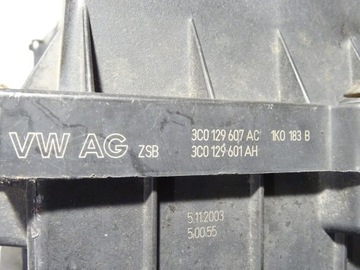 VW AG ZSB 3C0 129 607 AC 1K0 183 B
3C0 129 601 AH
5.11.2003
5.00.55